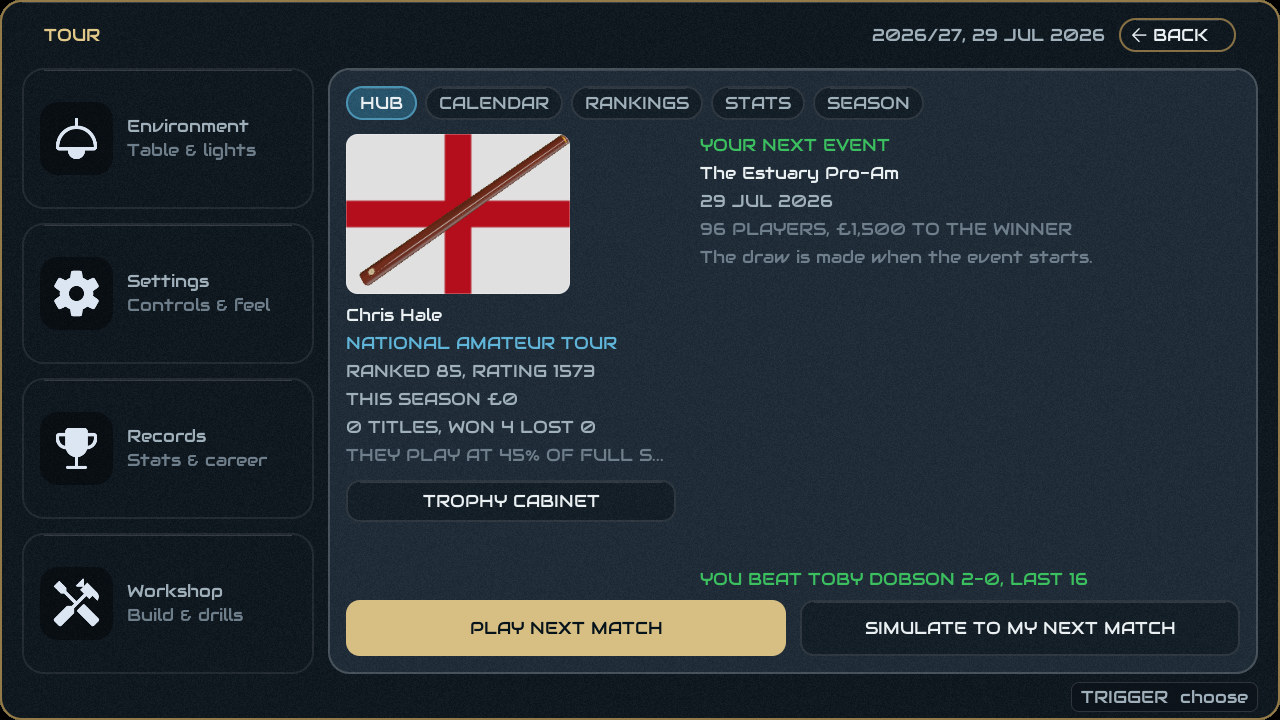 TOUR
2026/27, 29 JUL 2026
← BACK
Environment
Table & lights
Settings
Controls & feel
Records
Stats & career
Workshop
Build & drills
HUB
CALENDAR
RANKINGS
STATS
SEASON
Chris Hale
NATIONAL AMATEUR TOUR
RANKED 85, RATING 1573
THIS SEASON £0
0 TITLES, WON 4 LOST 0
THEY PLAY AT 45% OF FULL S...
TROPHY CABINET
YOUR NEXT EVENT
The Estuary Pro-Am
29 JUL 2026
96 PLAYERS, £1,500 TO THE WINNER
The draw is made when the event starts.
YOU BEAT TOBY DOBSON 2-0, LAST 16
PLAY NEXT MATCH
SIMULATE TO MY NEXT MATCH
TRIGGER choose